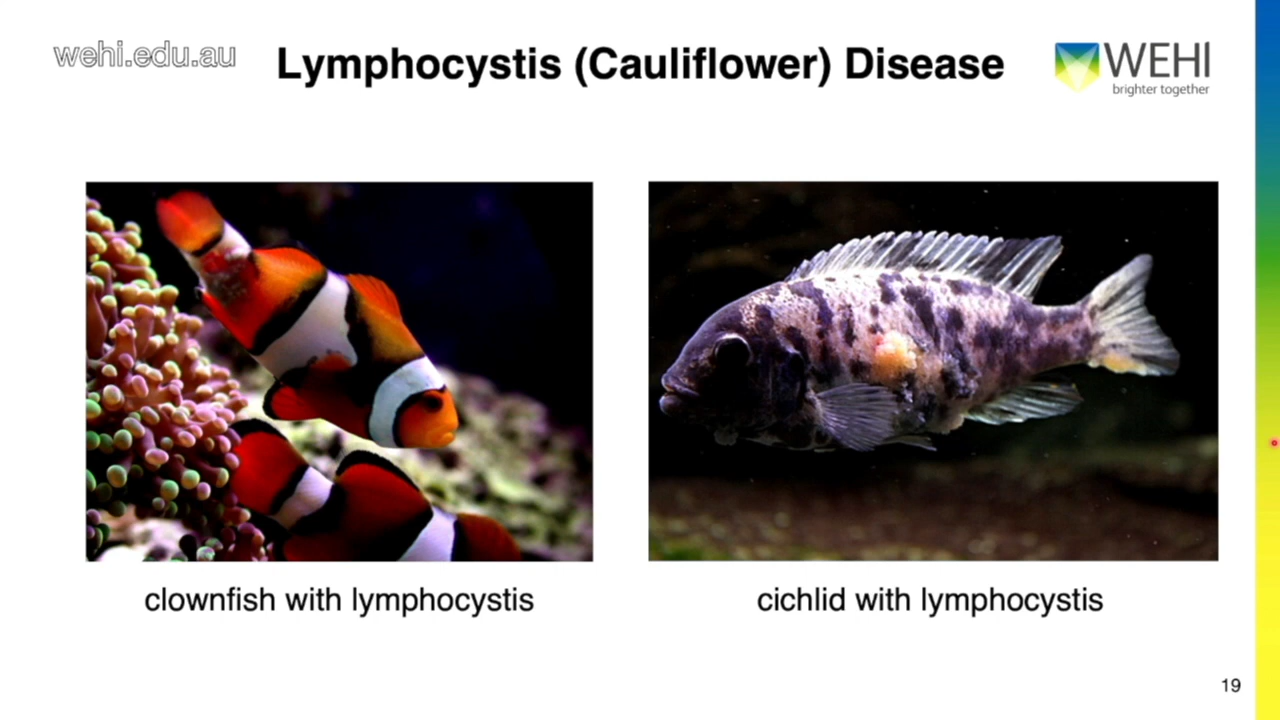 wehi.edu.au
Lymphocystis (Cauliflower) Disease
WEHI
brighter together
clownfish with lymphocystis
cichlid with lymphocystis
19